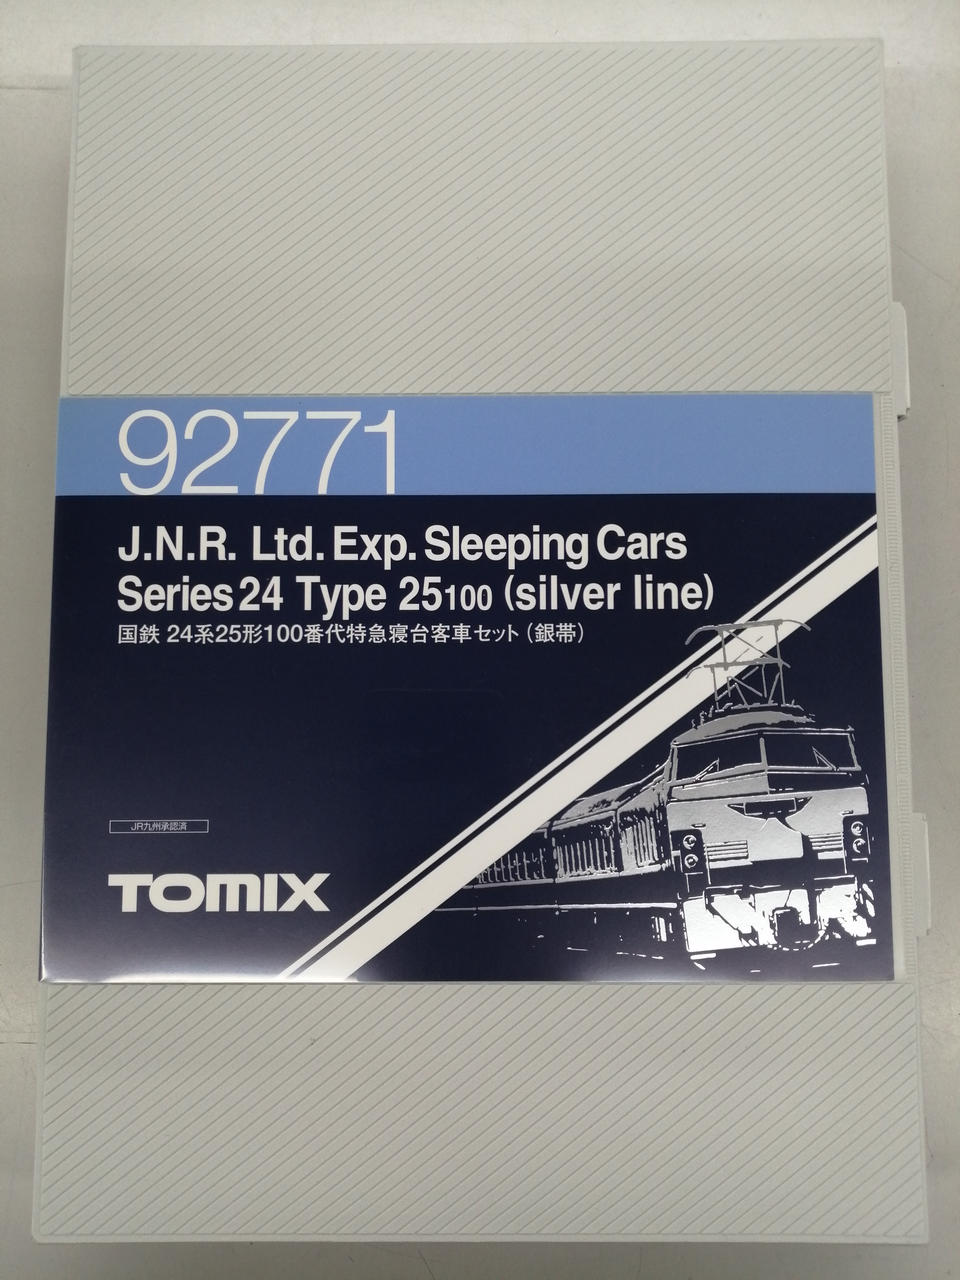 92771
J.N.R. Ltd. Exp. Sleeping Cars
Series 24 Type 25100 (silver line)
国鉄 24系25形100番代特急寝台客車セット（銀帯）
JR九州承認済
TOMIX